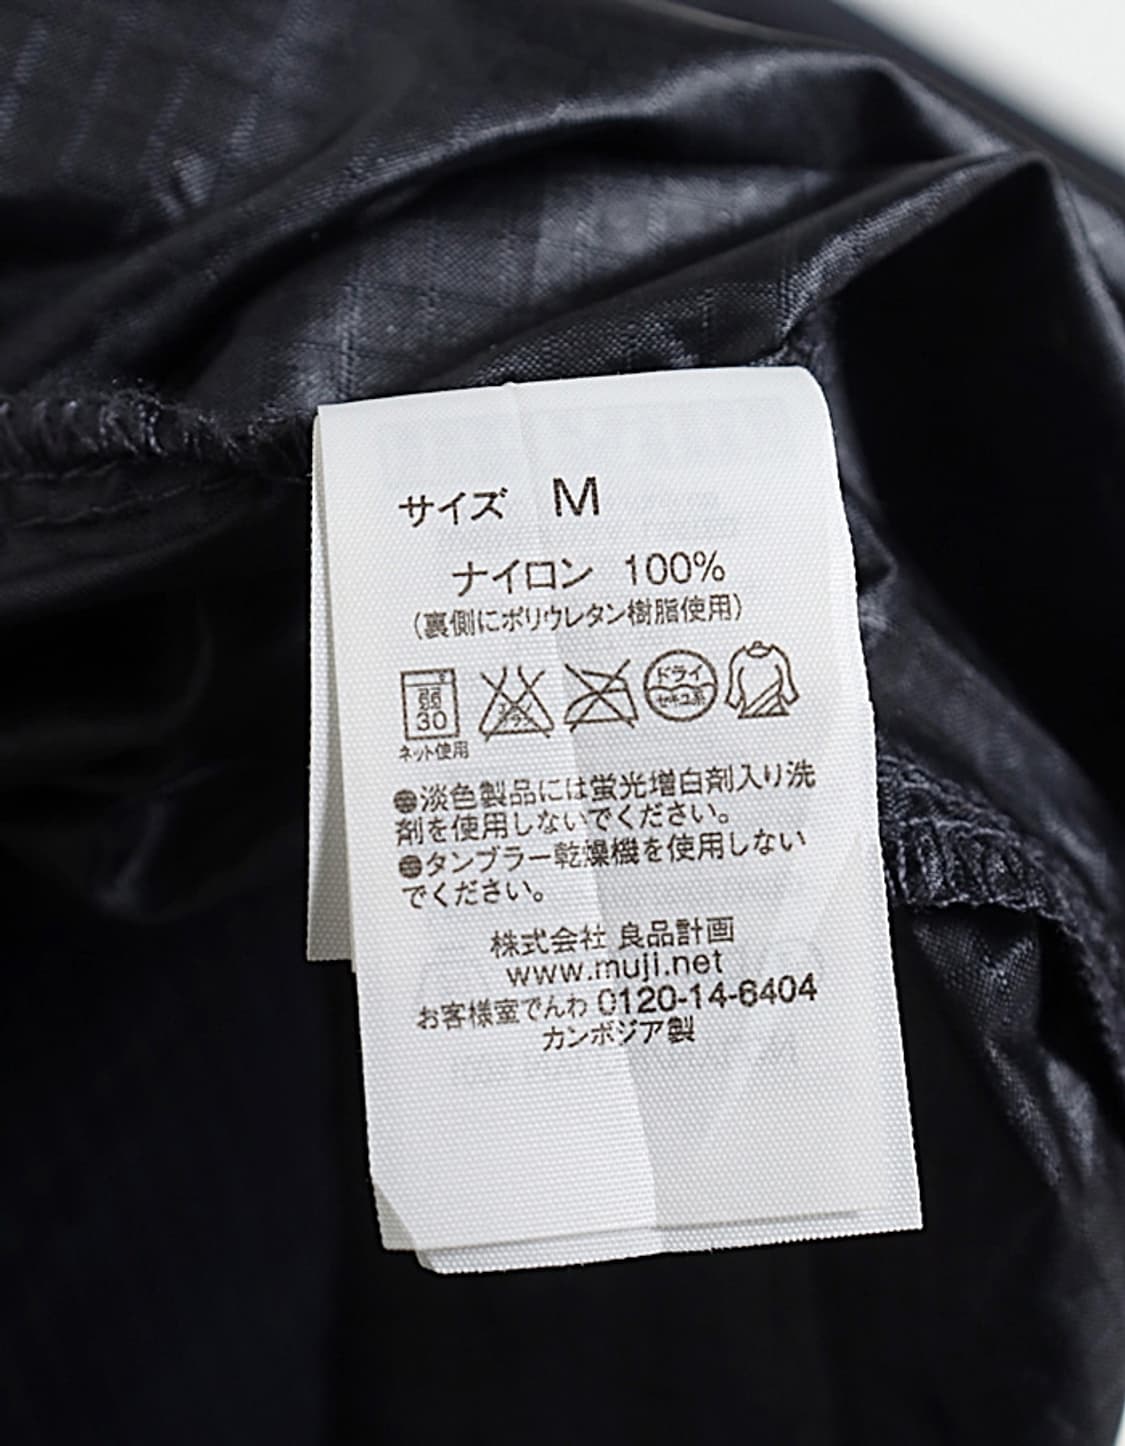 サイズ M
ナイロン 100%
(裏側にポリウレタン樹脂使用)
弱
30
ドライ
セキユ系
ネット使用
●淡色製品には蛍光増白剤入り洗
剤を使用しないでください。
●タンブラー乾燥機を使用しない
でください。
株式会社 良品計画
www.muji.net
お客様室でんわ 0120-14-6404
カンボジア製